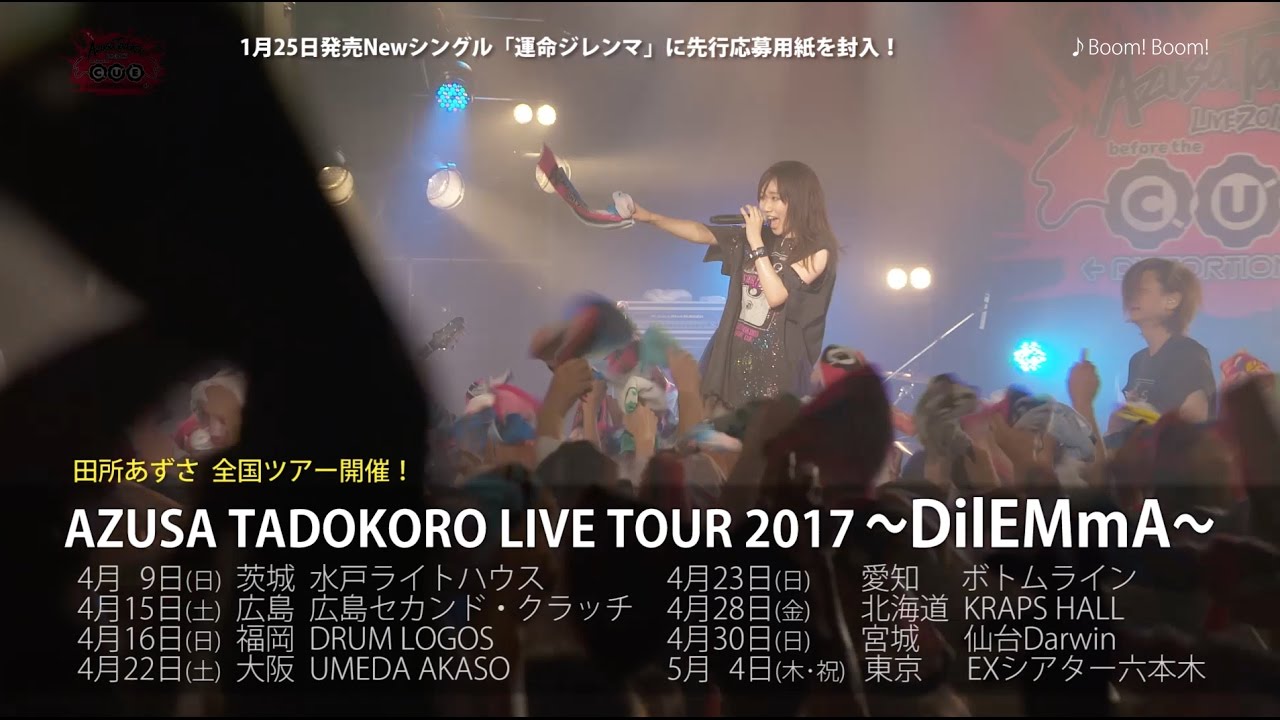 1月25日発売Newシングル「運命ジレンマ」に先行応募用紙を封入！
♪Boom! Boom!
CUE
Azusa Ta
LIVE ZO
before the
CU
田所あずさ 全国ツアー開催！
AZUSA TADOKORO LIVE TOUR 2017 ～DilEMmA～
4月 9日(日) 茨城 水戸ライトハウス
4月15日(土) 広島 広島セカンド・クラッチ
4月16日(日) 福岡 DRUM LOGOS
4月22日(土) 大阪 UMEDA AKASO
4月23日(日) 愛知 ボトムライン
4月28日(金) 北海道 KRAPS HALL
4月30日(日) 宮城 仙台Darwin
5月 4日(木・祝) 東京 EXシアター六本木